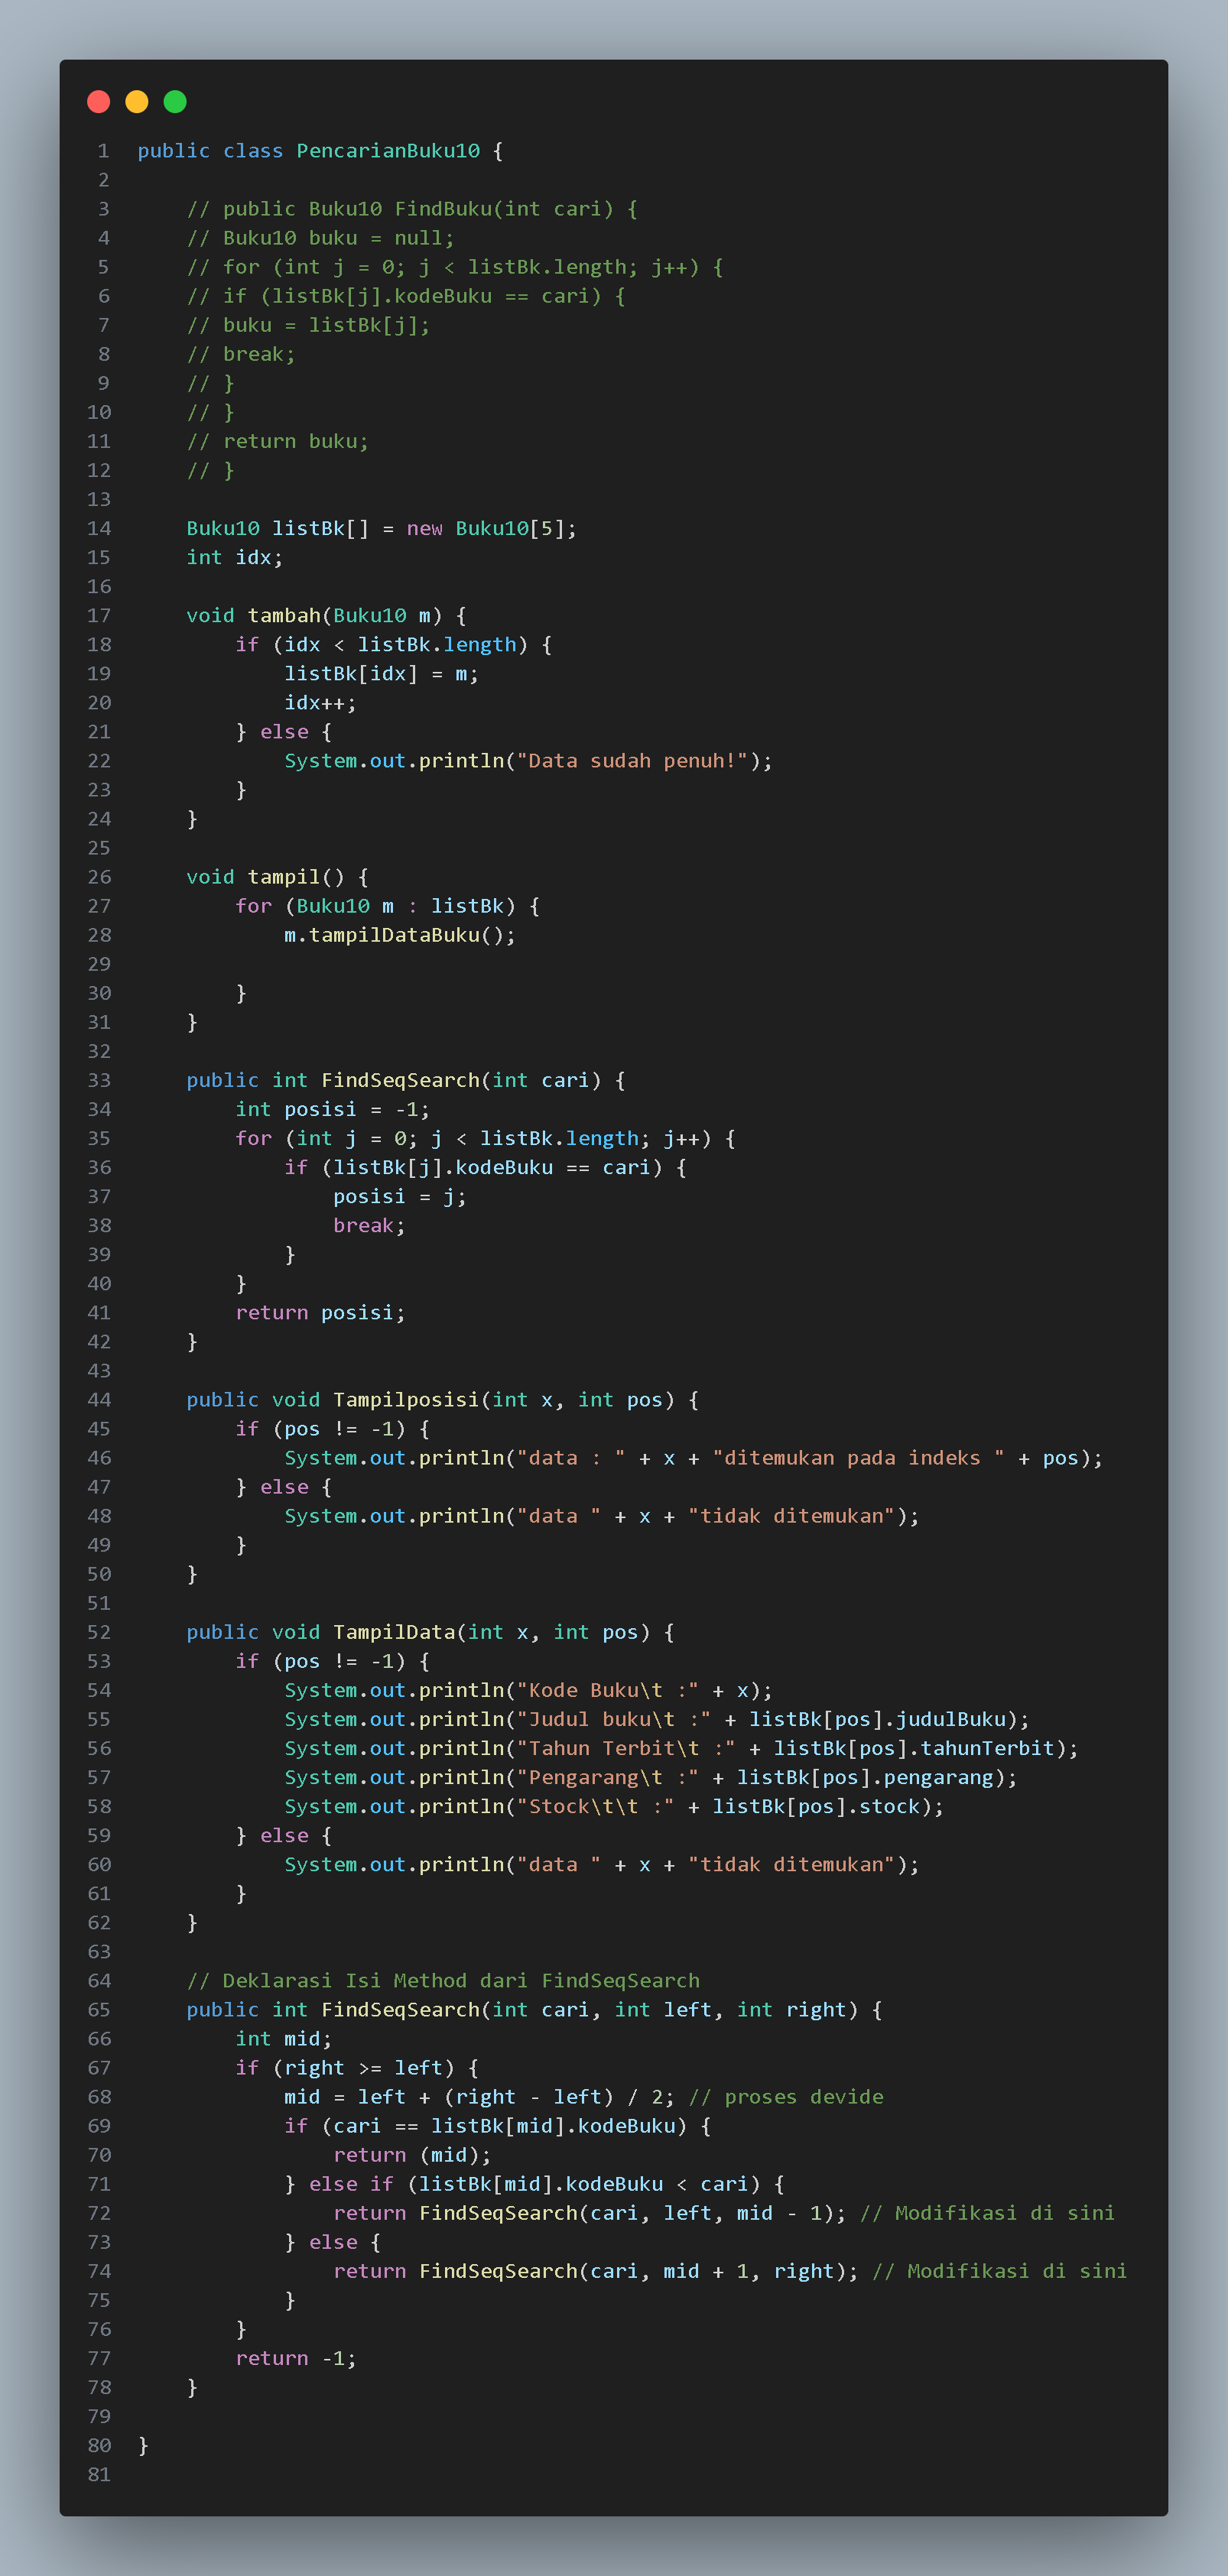 1 public class PencarianBuku10 {
2
3     // public Buku10 FindBuku(int cari) {
4     // Buku10 buku = null;
5     // for (int j = 0; j < listBk.length; j++) {
6     // if (listBk[j].kodeBuku == cari) {
7     // buku = listBk[j];
8     // break;
9     // }
10     // }
11     // return buku;
12     // }
13
14     Buku10 listBk[] = new Buku10[5];
15     int idx;
16
17     void tambah(Buku10 m) {
18         if (idx < listBk.length) {
19             listBk[idx] = m;
20             idx++;
21         } else {
22             System.out.println("Data sudah penuh!");
23         }
24     }
25
26     void tampil() {
27         for (Buku10 m : listBk) {
28             m.tampilDataBuku();
29
30         }
31     }
32
33     public int FindSeqSearch(int cari) {
34         int posisi = -1;
35         for (int j = 0; j < listBk.length; j++) {
36             if (listBk[j].kodeBuku == cari) {
37                 posisi = j;
38                 break;
39             }
40         }
41         return posisi;
42     }
43
44     public void Tampilposisi(int x, int pos) {
45         if (pos != -1) {
46             System.out.println("data : " + x + "ditemukan pada indeks " + pos);
47         } else {
48             System.out.println("data " + x + "tidak ditemukan");
49         }
50     }
51
52     public void TampilData(int x, int pos) {
53         if (pos != -1) {
54             System.out.println("Kode Buku\t :" + x);
55             System.out.println("Judul buku\t :" + listBk[pos].judulBuku);
56             System.out.println("Tahun Terbit\t :" + listBk[pos].tahunTerbit);
57             System.out.println("Pengarang\t :" + listBk[pos].pengarang);
58             System.out.println("Stock\t\t :" + listBk[pos].stock);
59         } else {
60             System.out.println("data " + x + "tidak ditemukan");
61         }
62     }
63
64     // Deklarasi Isi Method dari FindSeqSearch
65     public int FindSeqSearch(int cari, int left, int right) {
66         int mid;
67         if (right >= left) {
68             mid = left + (right - left) / 2; // proses devide
69             if (cari == listBk[mid].kodeBuku) {
70                 return (mid);
71             } else if (listBk[mid].kodeBuku < cari) {
72                 return FindSeqSearch(cari, left, mid - 1); // Modifikasi di sini
73             } else {
74                 return FindSeqSearch(cari, mid + 1, right); // Modifikasi di sini
75             }
76         }
77         return -1;
78     }
79
80 }
81